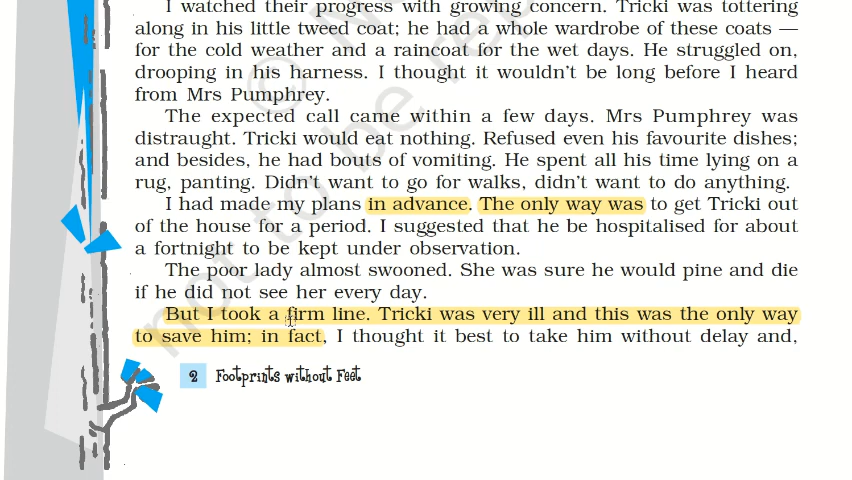 I watched their progress with growing concern. Tricki was tottering
along in his little tweed coat; he had a whole wardrobe of these coats —
for the cold weather and a raincoat for the wet days. He struggled on,
drooping in his harness. I thought it wouldn't be long before I heard
from Mrs Pumphrey.
The expected call came within a few days. Mrs Pumphrey was
distraught. Tricki would eat nothing. Refused even his favourite dishes;
and besides, he had bouts of vomiting. He spent all his time lying on a
rug, panting. Didn't want to go for walks, didn't want to do anything.
I had made my plans in advance. The only way was to get Tricki out
of the house for a period. I suggested that he be hospitalised for about
a fortnight to be kept under observation.
The poor lady almost swooned. She was sure he would pine and die
if he did not see her every day.
But I took a firm line. Tricki was very ill and this was the only way
to save him; in fact, I thought it best to take him without delay and,
2 Footprints without Feet
© N
not to be re